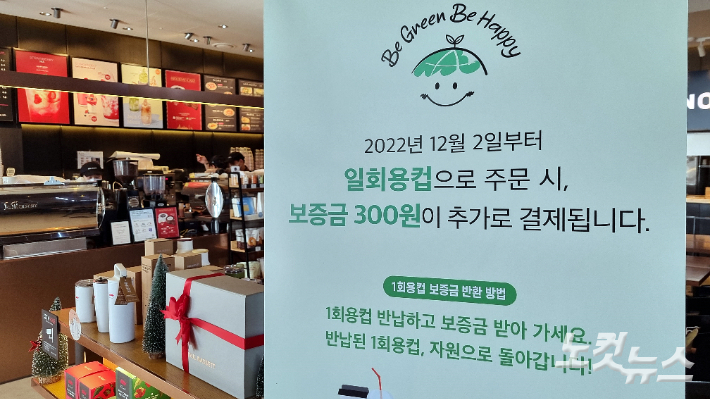 Be Green Be Happy
2022년 12월 2일부터
일회용컵으로 주문 시,
보증금 300원이 추가로 결제됩니다.
1회용컵 보증금 반환 방법
1회용컵 반납하고 보증금 받아 가세요.
반납된 1회용컵, 자원으로 돌아갑니다!
노컷뉴스
NO